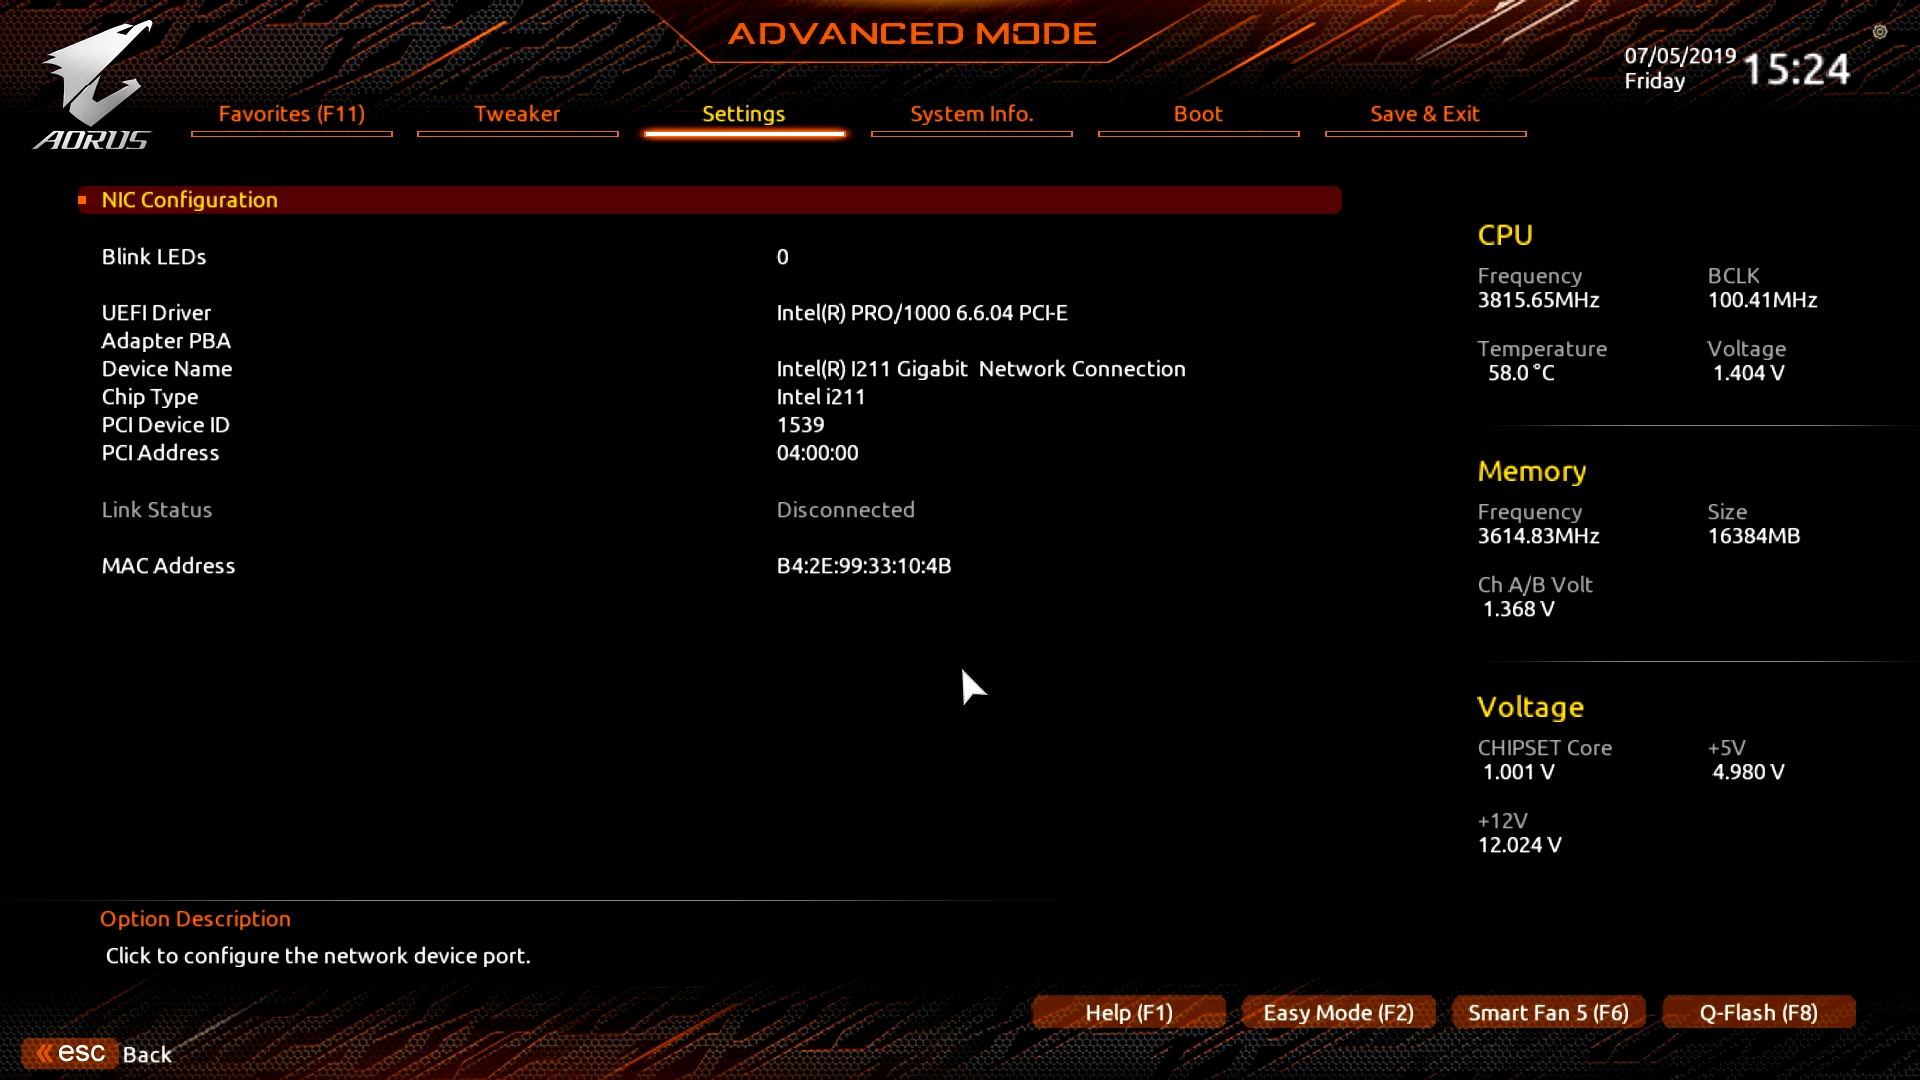 ADVANCED MODE
07/05/2019
Friday
15:24
AORUS
Favorites (F11)
Tweaker
Settings
System Info.
Boot
Save & Exit
NIC Configuration
Blink LEDs 0
UEFI Driver Intel(R) PRO/1000 6.6.04 PCI-E
Adapter PBA
Device Name Intel(R) I211 Gigabit  Network Connection
Chip Type Intel i211
PCI Device ID 1539
PCI Address 04:00:00
Link Status Disconnected
MAC Address B4:2E:99:33:10:4B
CPU
Frequency BCLK
3815.65MHz 100.41MHz
Temperature Voltage
58.0 °C 1.404 V
Memory
Frequency Size
3614.83MHz 16384MB
Ch A/B Volt
1.368 V
Voltage
CHIPSET Core +5V
1.001 V 4.980 V
+12V
12.024 V
Option Description
Click to configure the network device port.
Help (F1)
Easy Mode (F2)
Smart Fan 5 (F6)
Q-Flash (F8)
esc Back